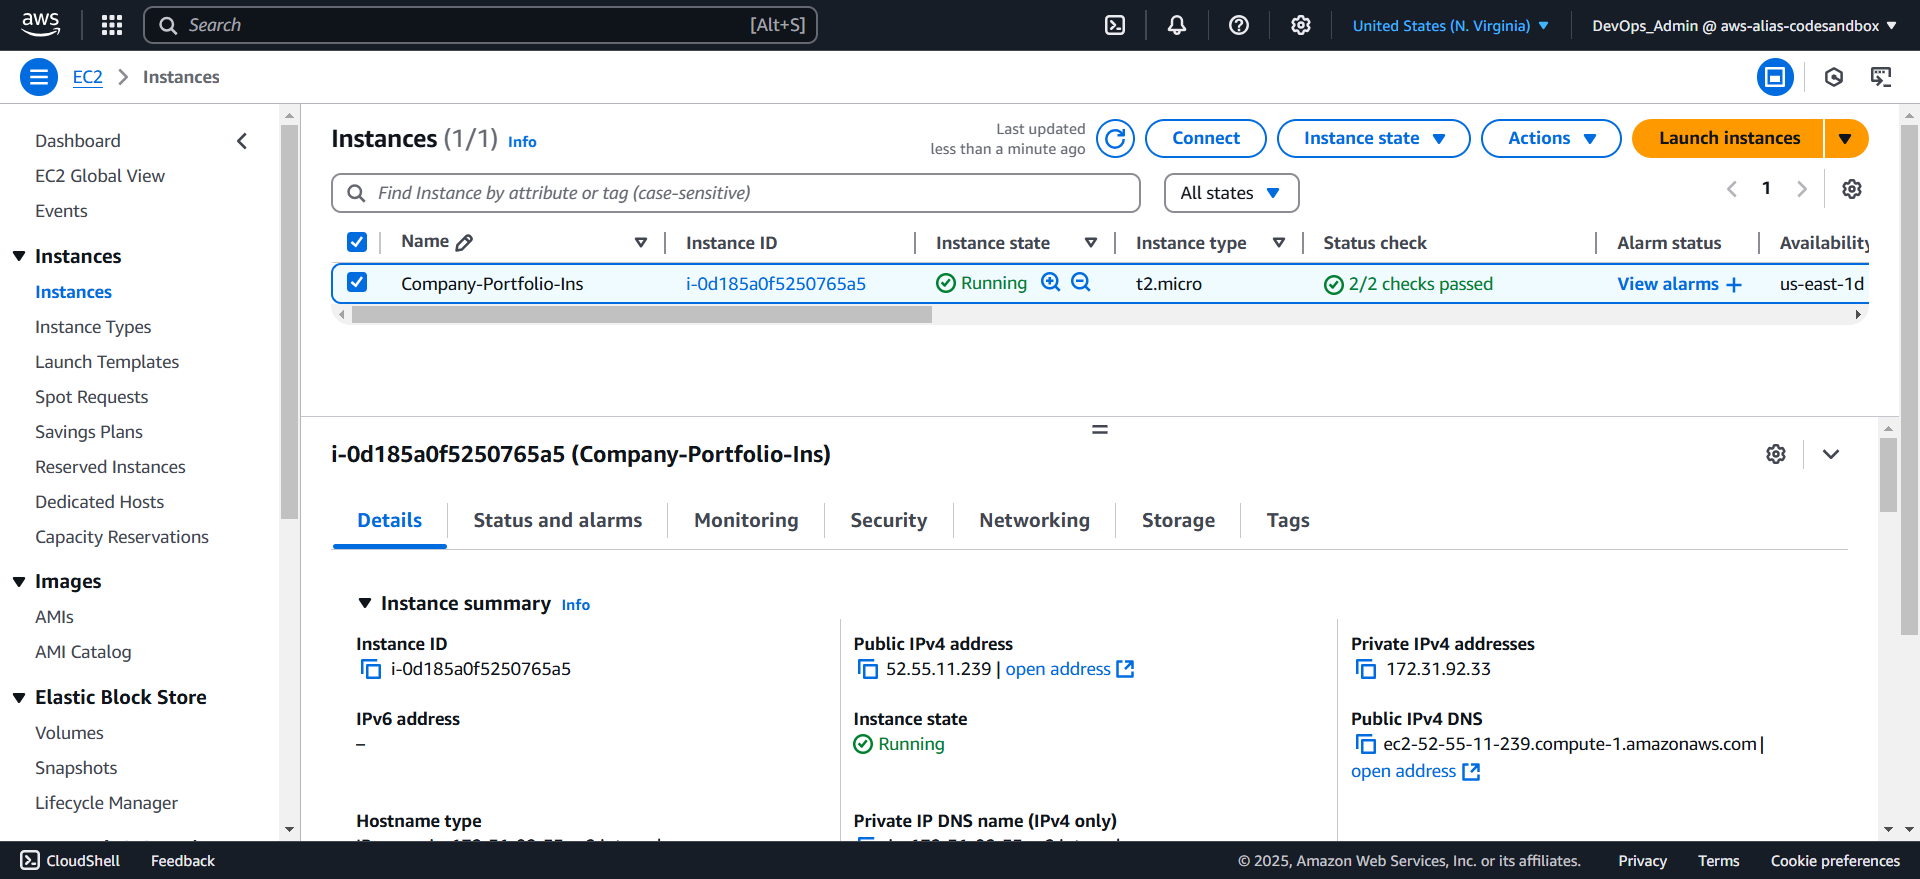 aws
Search [Alt+S]
United States (N. Virginia)
DevOps_Admin @ aws-alias-codesandbox
EC2 Instances
Dashboard
EC2 Global View
Events
Instances
Instances
Instance Types
Launch Templates
Spot Requests
Savings Plans
Reserved Instances
Dedicated Hosts
Capacity Reservations
Images
AMIs
AMI Catalog
Elastic Block Store
Volumes
Snapshots
Lifecycle Manager
Instances (1/1) Info
Last updated
less than a minute ago
Connect
Instance state
Actions
Launch instances
Find Instance by attribute or tag (case-sensitive)
All states
1
Name Instance ID Instance state Instance type Status check Alarm status Availability
Company-Portfolio-Ins i-0d185a0f5250765a5 Running t2.micro 2/2 checks passed View alarms + us-east-1d
i-0d185a0f5250765a5 (Company-Portfolio-Ins)
Details Status and alarms Monitoring Security Networking Storage Tags
Instance summary Info
Instance ID
i-0d185a0f5250765a5
Public IPv4 address
52.55.11.239 | open address
Private IPv4 addresses
172.31.92.33
IPv6 address
–
Instance state
Running
Public IPv4 DNS
ec2-52-55-11-239.compute-1.amazonaws.com |
open address
Hostname type
Private IP DNS name (IPv4 only)
CloudShell Feedback
© 2025, Amazon Web Services, Inc. or its affiliates. Privacy Terms Cookie preferences